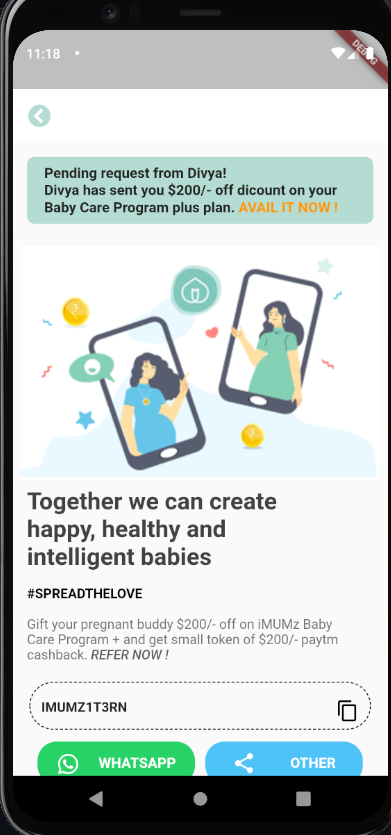 11:18
DEBUG
Pending request from Divya!
Divya has sent you $200/- off dicount on your
Baby Care Program plus plan. AVAIL IT NOW !
Together we can create
happy, healthy and
intelligent babies
#SPREADTHELOVE
Gift your pregnant buddy $200/- off on iMUMz Baby
Care Program + and get small token of $200/- paytm
cashback. REFER NOW !
IMUMZ1T3RN
WHATSAPP
OTHER